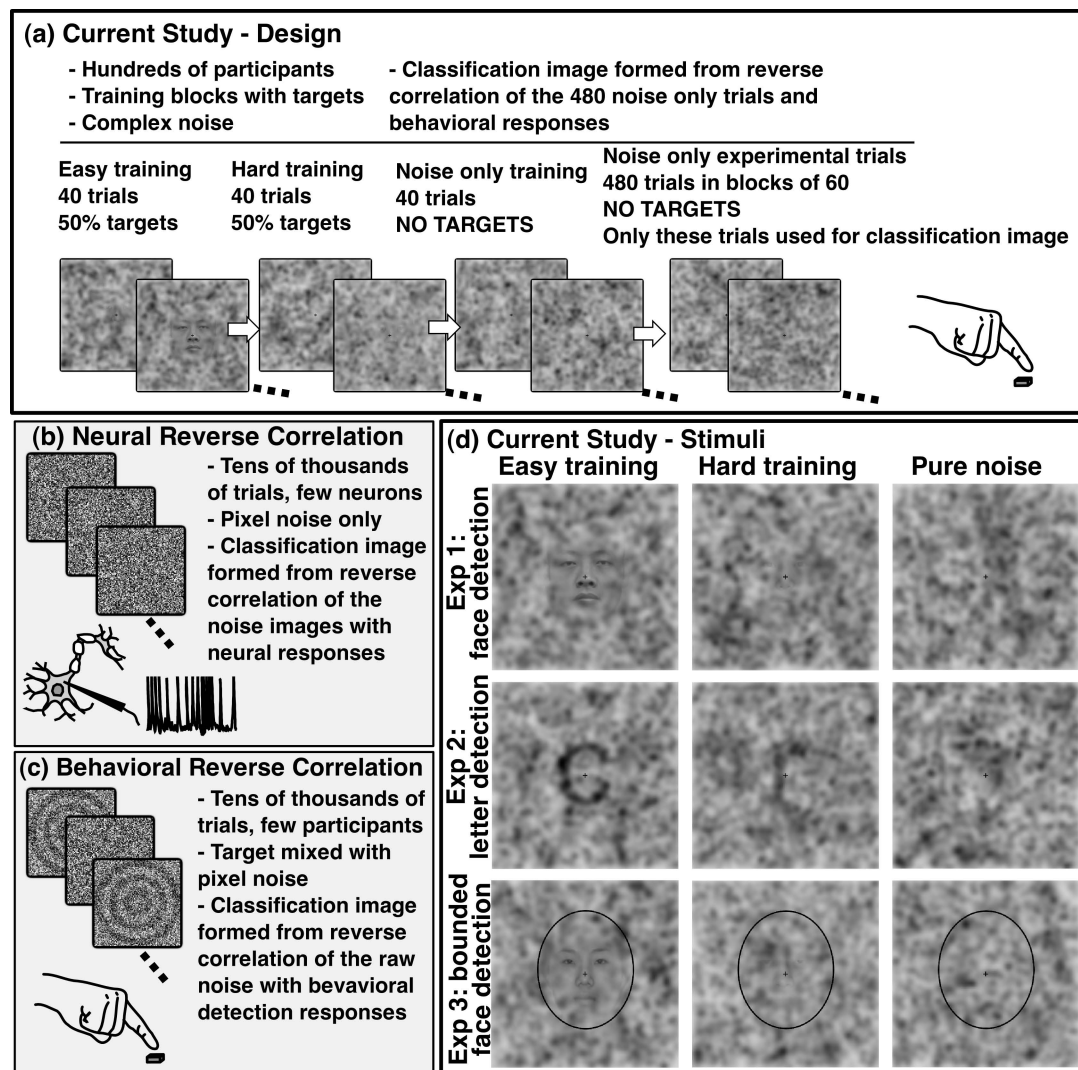 (a) Current Study - Design
- Hundreds of participants
- Training blocks with targets
- Complex noise
- Classification image formed from reverse
correlation of the 480 noise only trials and
behavioral responses
Easy training
40 trials
50% targets
Hard training
40 trials
50% targets
Noise only training
40 trials
NO TARGETS
Noise only experimental trials
480 trials in blocks of 60
NO TARGETS
Only these trials used for classification image
(b) Neural Reverse Correlation
- Tens of thousands
of trials, few neurons
- Pixel noise only
- Classification image
formed from reverse
correlation of the
noise images with
neural responses
(c) Behavioral Reverse Correlation
- Tens of thousands of
trials, few participants
- Target mixed with
pixel noise
- Classification image
formed from reverse
correlation of the raw
noise with bevavioral
detection responses
(d) Current Study - Stimuli
Easy training
Hard training
Pure noise
Exp 1:
face detection
Exp 2:
letter detection
Exp 3: bounded
face detection